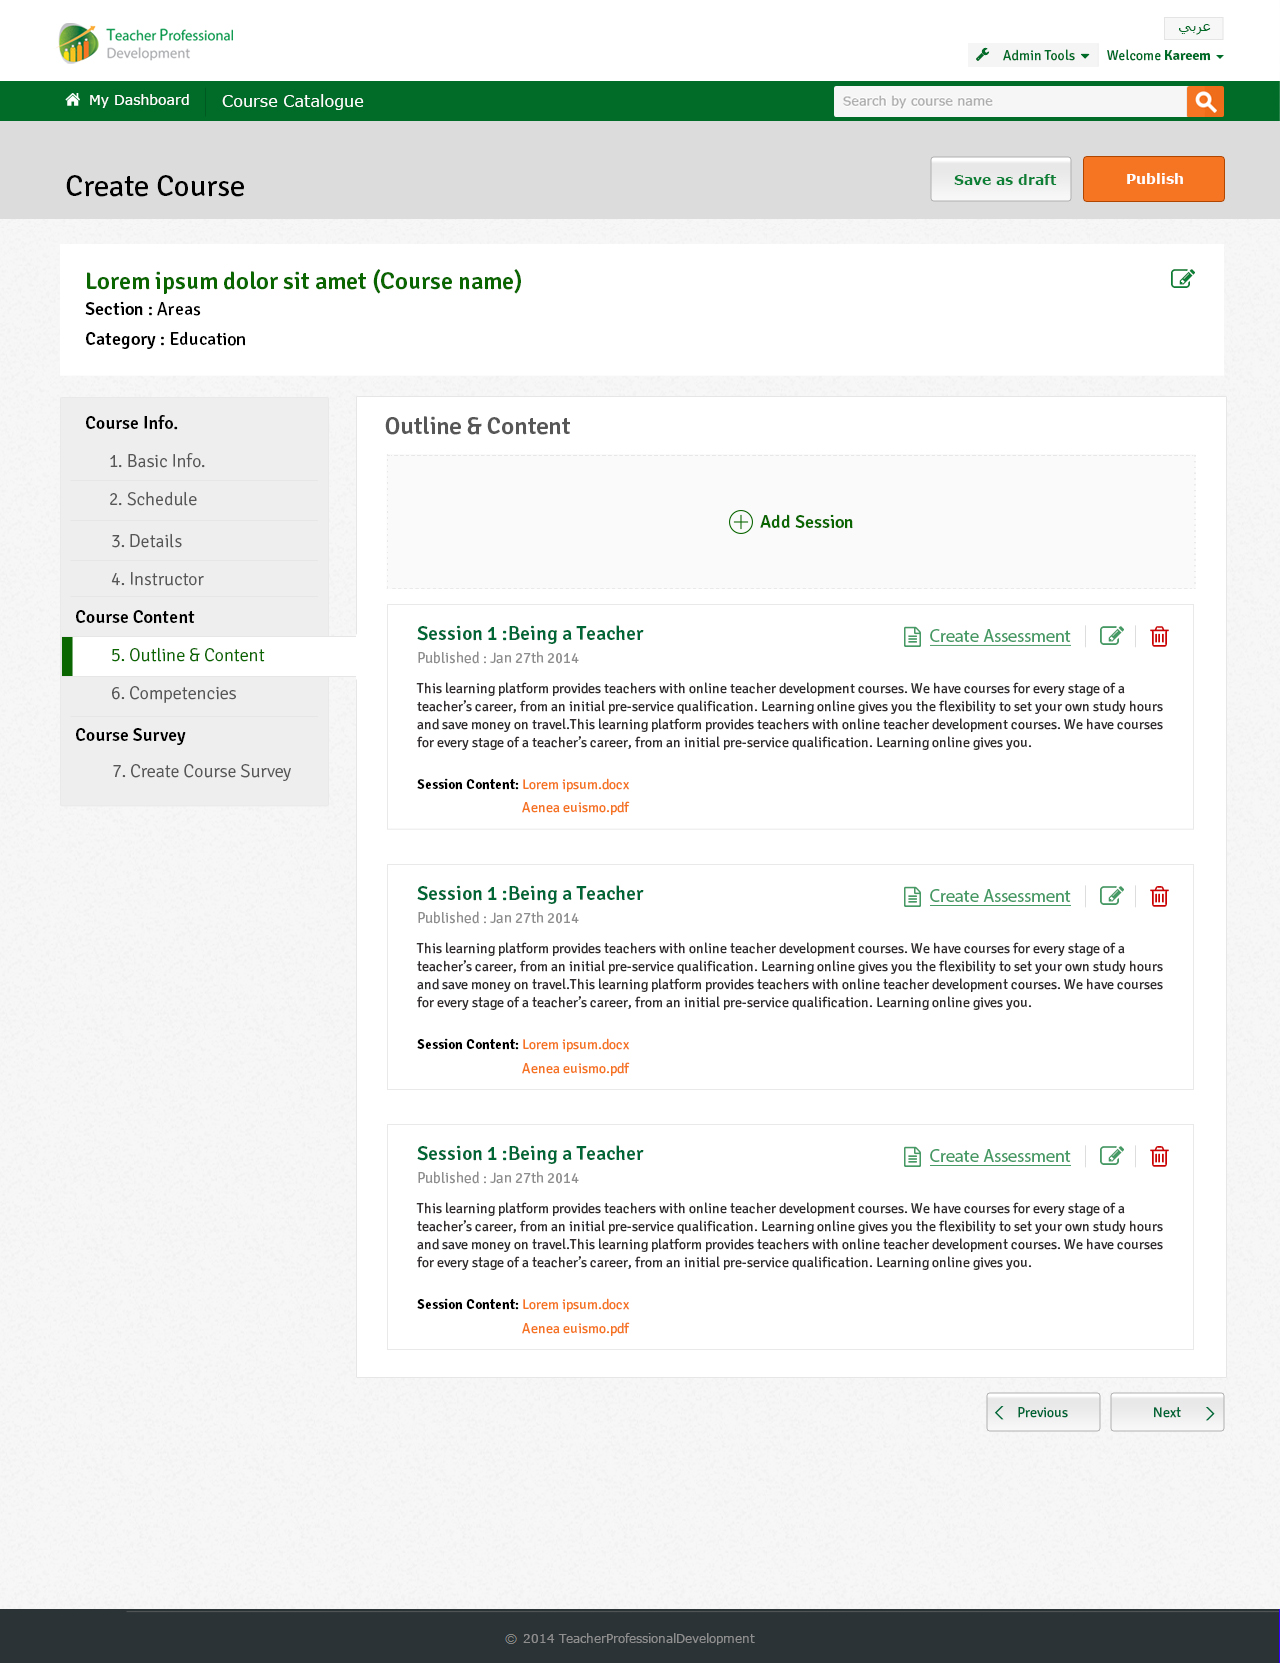 Teacher Professional
Development
عربي
Admin Tools
Welcome Kareem
My Dashboard
Course Catalogue
Search by course name
Create Course
Save as draft
Publish
Lorem ipsum dolor sit amet (Course name)
Section : Areas
Category : Education
Course Info.
1. Basic Info.
2. Schedule
3. Details
4. Instructor
Course Content
5. Outline & Content
6. Competencies
Course Survey
7. Create Course Survey
Outline & Content
Add Session
Session 1 :Being a Teacher
Create Assessment
Published : Jan 27th 2014
This learning platform provides teachers with online teacher development courses. We have courses for every stage of a
teacher’s career, from an initial pre-service qualification. Learning online gives you the flexibility to set your own study hours
and save money on travel.This learning platform provides teachers with online teacher development courses. We have courses
for every stage of a teacher’s career, from an initial pre-service qualification. Learning online gives you.
Session Content: Lorem ipsum.docx
Aenea euismo.pdf
Session 1 :Being a Teacher
Create Assessment
Published : Jan 27th 2014
This learning platform provides teachers with online teacher development courses. We have courses for every stage of a
teacher’s career, from an initial pre-service qualification. Learning online gives you the flexibility to set your own study hours
and save money on travel.This learning platform provides teachers with online teacher development courses. We have courses
for every stage of a teacher’s career, from an initial pre-service qualification. Learning online gives you.
Session Content: Lorem ipsum.docx
Aenea euismo.pdf
Session 1 :Being a Teacher
Create Assessment
Published : Jan 27th 2014
This learning platform provides teachers with online teacher development courses. We have courses for every stage of a
teacher’s career, from an initial pre-service qualification. Learning online gives you the flexibility to set your own study hours
and save money on travel.This learning platform provides teachers with online teacher development courses. We have courses
for every stage of a teacher’s career, from an initial pre-service qualification. Learning online gives you.
Session Content: Lorem ipsum.docx
Aenea euismo.pdf
Previous
Next
© 2014 TeacherProfessionalDevelopment